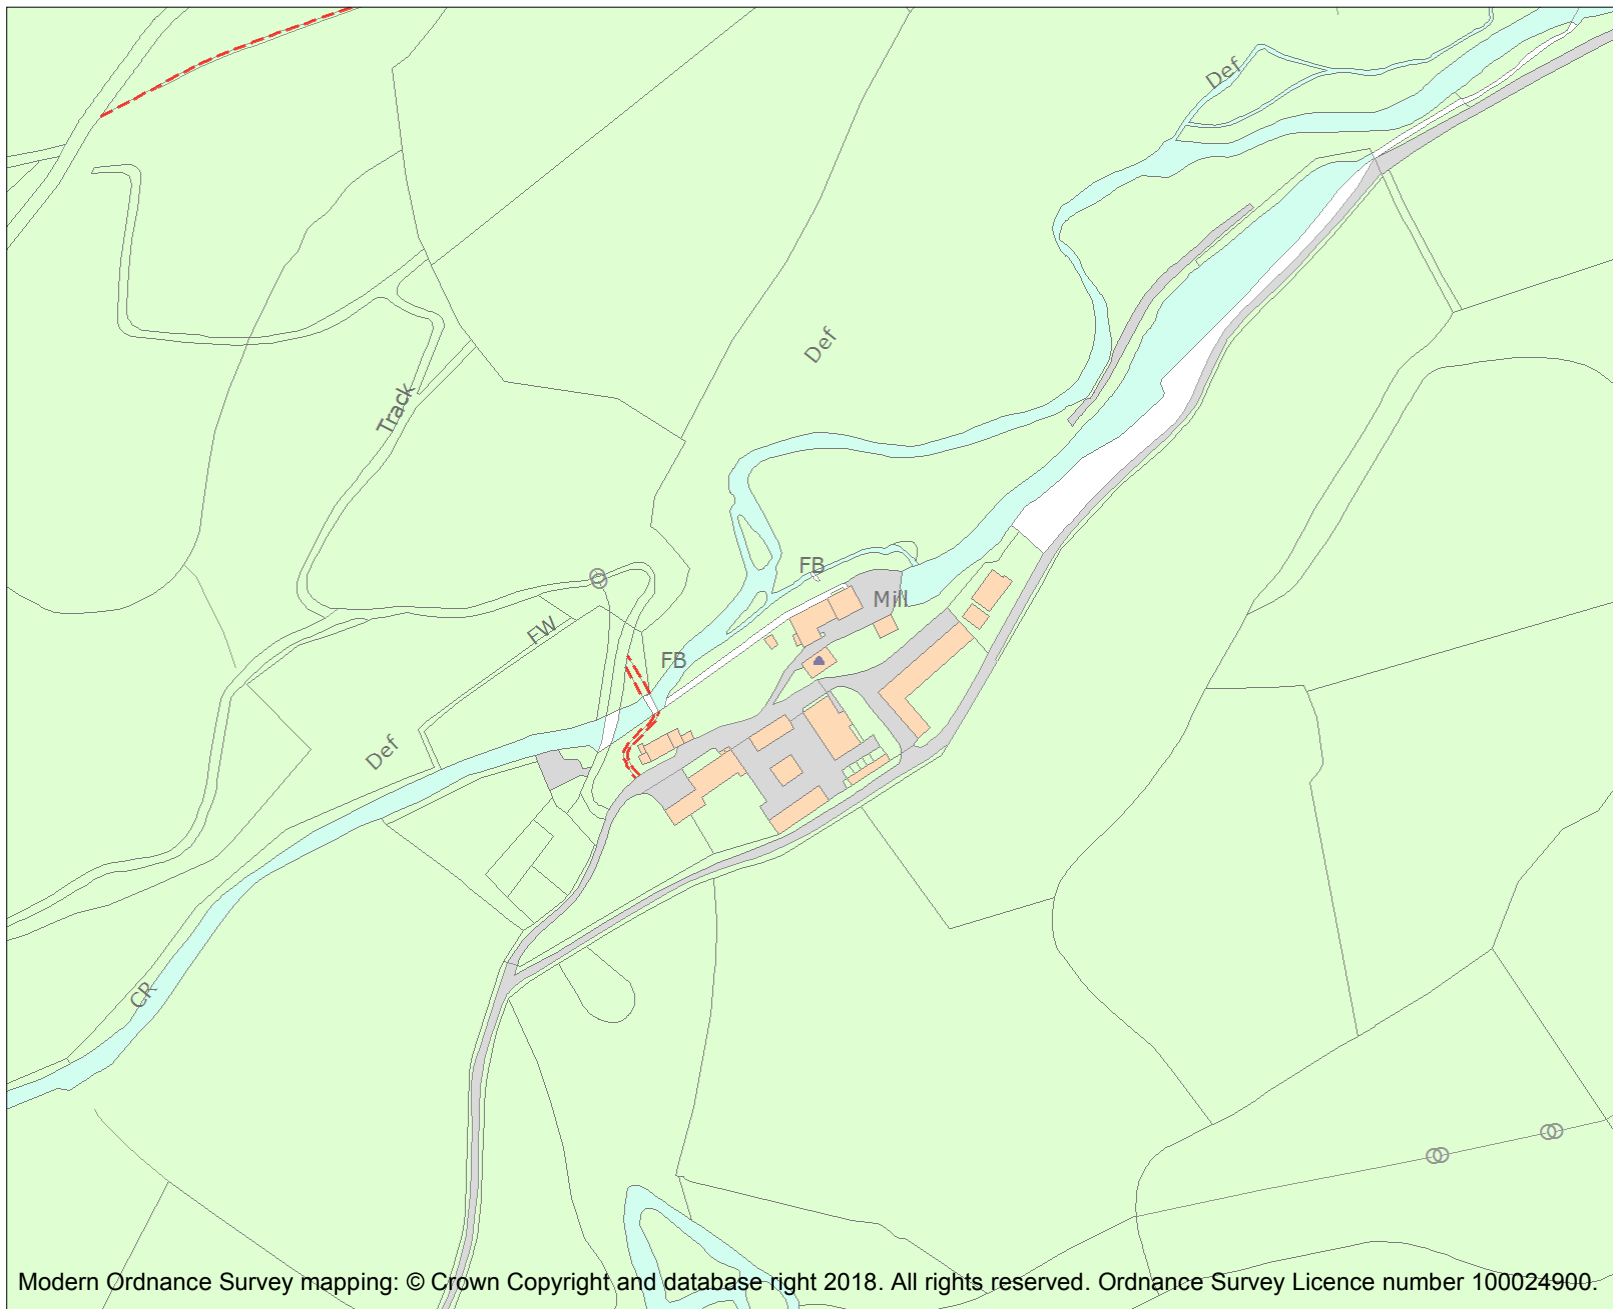 Def
Def
Track
FB
Mill
FW
FB
Def
CR
Modern Ordnance Survey mapping: © Crown Copyright and database right 2018. All rights reserved. Ordnance Survey Licence number 100024900.